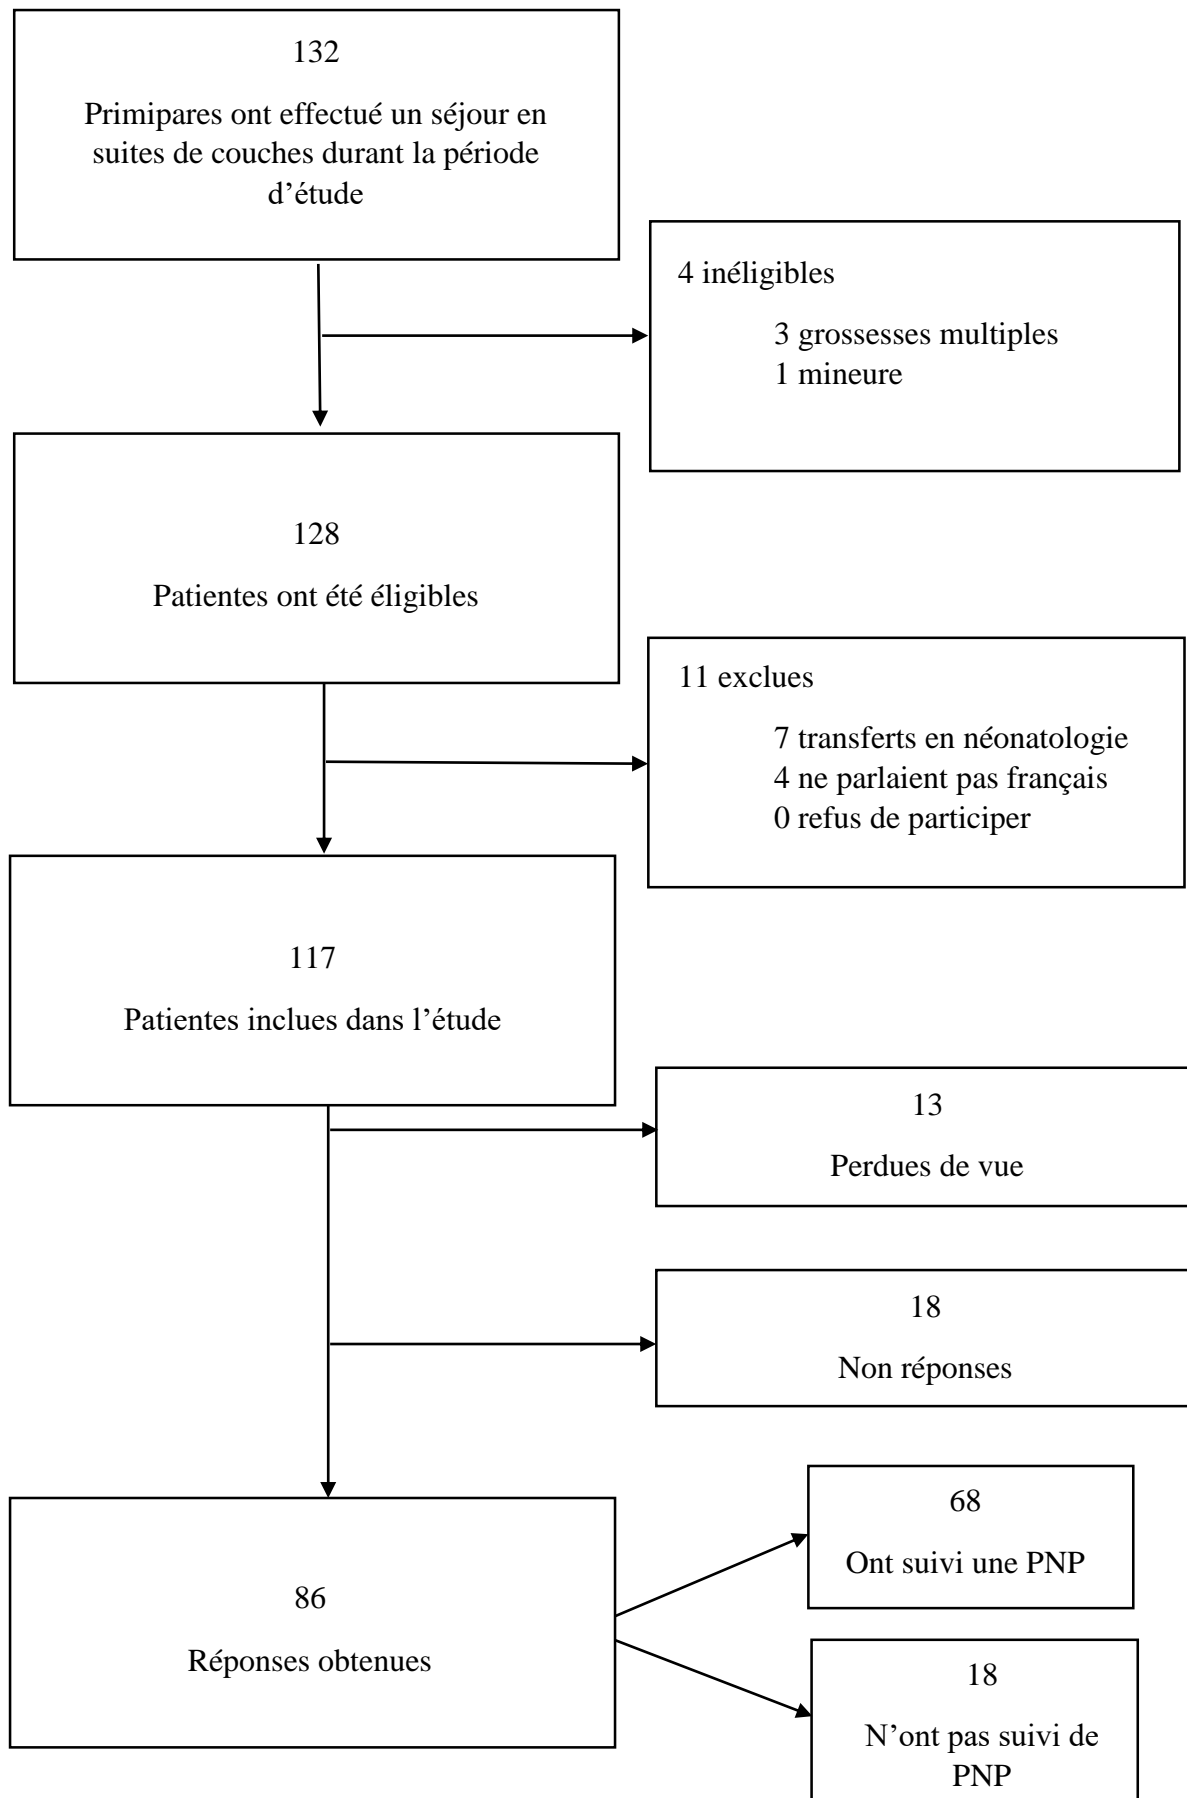 132
Primipares ont effectué un séjour en
suites de couches durant la période
d’étude
4 inéligibles
3 grossesses multiples
1 mineure
128
Patientes ont été éligibles
11 exclues
7 transferts en néonatologie
4 ne parlaient pas français
0 refus de participer
117
Patientes inclues dans l’étude
13
Perdues de vue
18
Non réponses
86
Réponses obtenues
68
Ont suivi une PNP
18
N’ont pas suivi de
PNP